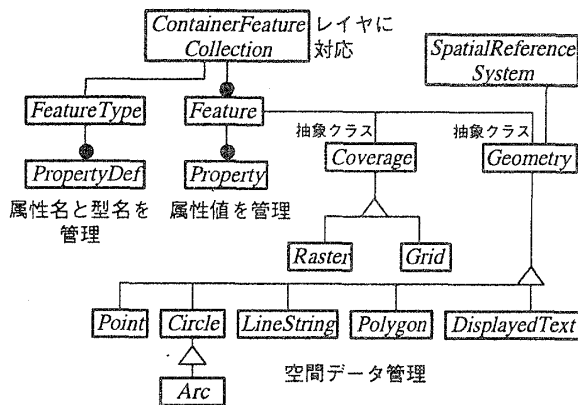 ContainerFeature
Collection
レイヤに
対応
SpatialReference
System
FeatureType
Feature
抽象クラス
抽象クラス
Coverage
Geometry
PropertyDef
Property
属性名と型名を
管理
属性値を管理
Raster
Grid
Point
Circle
LineString
Polygon
DisplayedText
Arc
空間データ管理